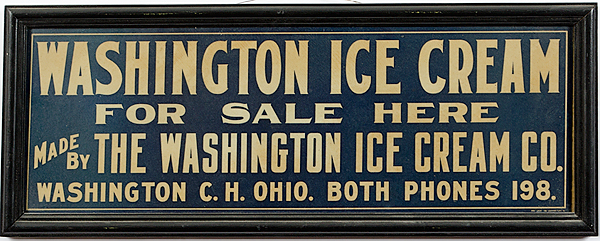 WASHINGTON ICE CREAM
FOR SALE HERE
MADE BY THE WASHINGTON ICE CREAM CO.
WASHINGTON C. H. OHIO. BOTH PHONES 198.